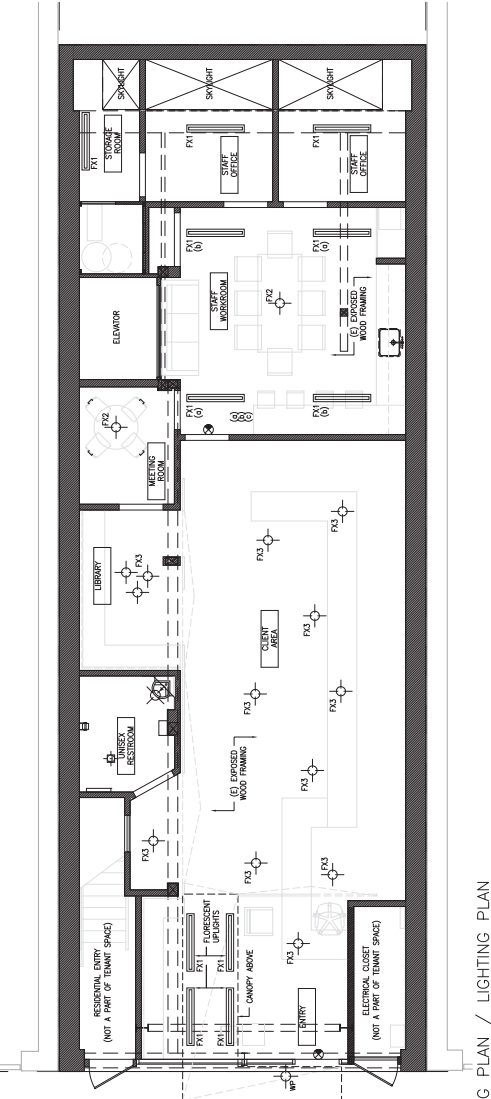 SKYLIGHT
SKYLIGHT
SKYLIGHT
FX1
STORAGE
ROOM
FX1
STAFF
OFFICE
FX1
STAFF
OFFICE
FX1
(b)
FX1
(a)
STAFF
WORKROOM
FX2
(E) EXPOSED
WOOD FRAMING
ELEVATOR
FX1
(a)
(a)
(b)
(c)
FX1
(b)
FX2
MEETING
ROOM
LIBRARY
FX3
FX3
FX3
CLIENT
AREA
FX3
FX3
FX3
UNISEX
RESTROOM
(E) EXPOSED
WOOD FRAMING
FX3
FX3
FX3
FX3
RESIDENTIAL ENTRY
(NOT A PART OF TENANT SPACE)
FX1
FX1
FLORESCENT
UPLIGHTS
FX1
FX1
CANOPY ABOVE
FX3
ENTRY
ELECTRICAL CLOSET
(NOT A PART OF TENANT SPACE)
WP
G PLAN / LIGHTING PLAN